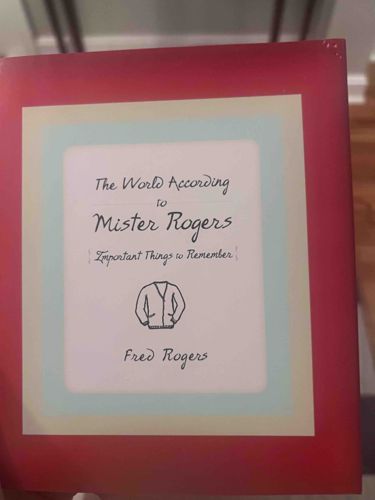 The World According
to
Mister Rogers
{Important Things to Remember}
Fred Rogers